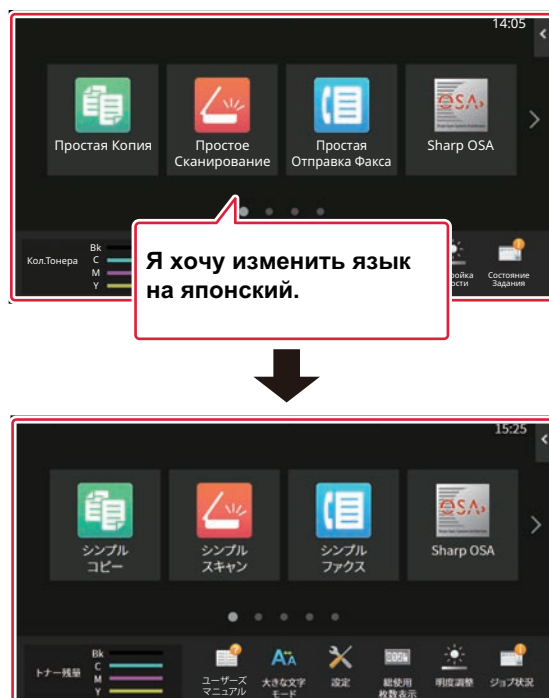 14:05
Простая Копия
Простое
Сканирование
Простая
Отправка Факса
Sharp OSA
OSA
Кол.Тонера
Bk
C
M
Y
Состояние
Задания
Я хочу изменить язык
на японский.
15:25
シンプル
コピー
シンプル
スキャン
シンプル
ファクス
Sharp OSA
OSA
トナー残量
Bk
C
M
Y
ユーザーズ
マニュアル
大きな文字
モード
設定
総使用
枚数表示
明度調整
ジョブ状況